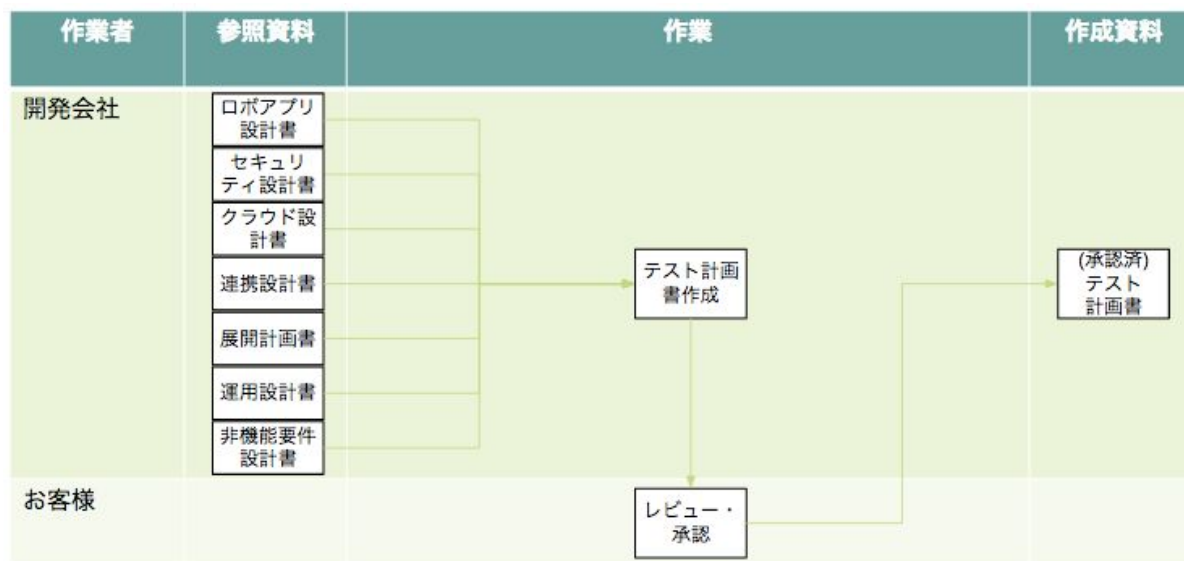 作業者
参照資料
作業
作成資料
開発会社
ロボアプリ
設計書
セキュリ
ティ設計書
クラウド設
計書
連携設計書
展開計画書
運用設計書
非機能要件
設計書
テスト計画
書作成
(承認済)
テスト
計画書
お客様
レビュー・
承認